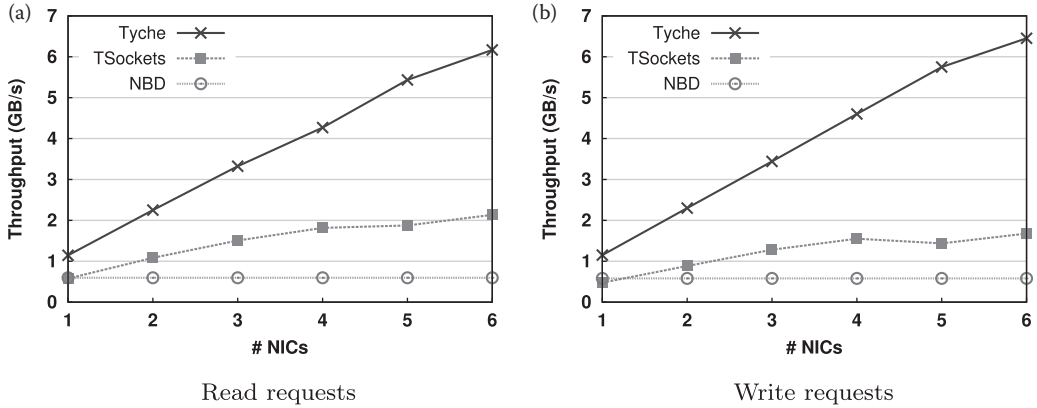 (a)
Throughput (GB/s)
7
6
5
4
3
2
1
0
Tyche
TSockets
NBD
1 2 3 4 5 6
# NICs
Read requests
(b)
Throughput (GB/s)
7
6
5
4
3
2
1
0
Tyche
TSockets
NBD
1 2 3 4 5 6
# NICs
Write requests